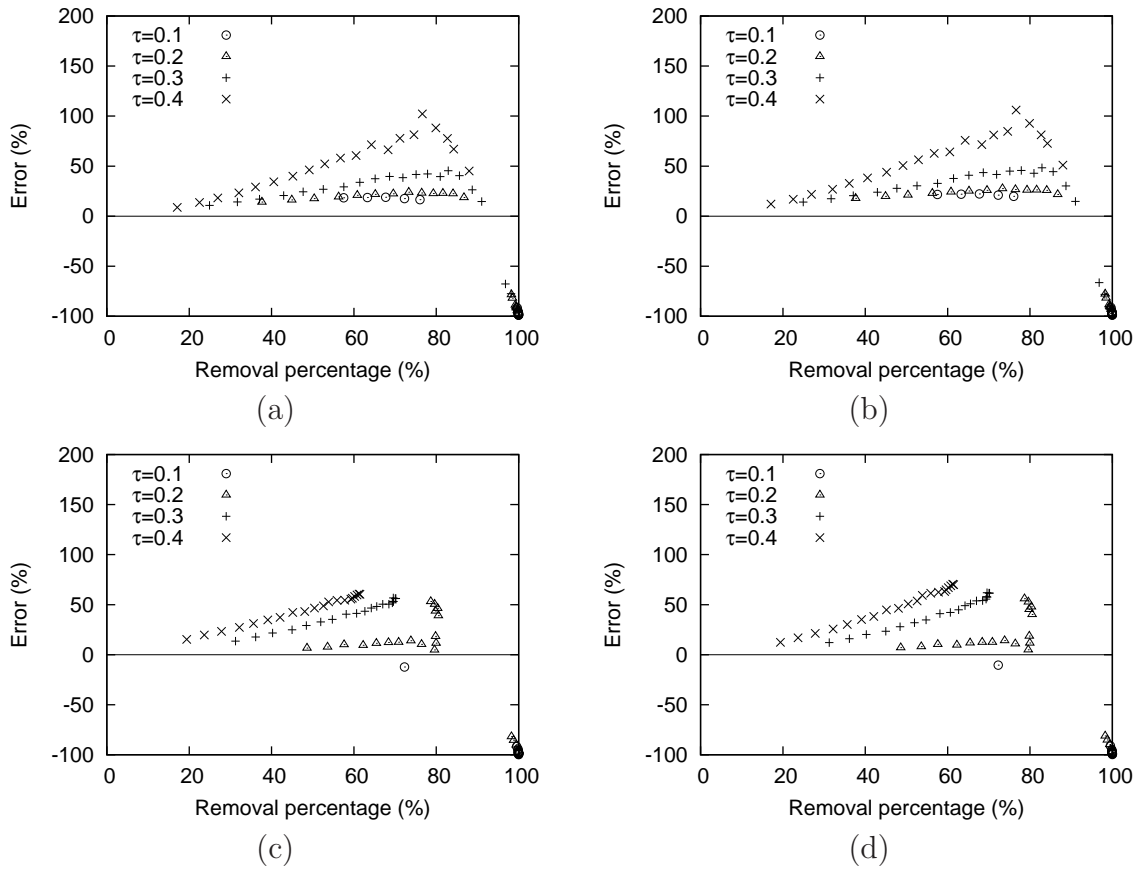 200
150
100
50
0
-50
-100
Error (%)
τ=0.1
τ=0.2
τ=0.3
τ=0.4
0 20 40 60 80 100
Removal percentage (%)
(a)
200
150
100
50
0
-50
-100
Error (%)
τ=0.1
τ=0.2
τ=0.3
τ=0.4
0 20 40 60 80 100
Removal percentage (%)
(b)
200
150
100
50
0
-50
-100
Error (%)
τ=0.1
τ=0.2
τ=0.3
τ=0.4
0 20 40 60 80 100
Removal percentage (%)
(c)
200
150
100
50
0
-50
-100
Error (%)
τ=0.1
τ=0.2
τ=0.3
τ=0.4
0 20 40 60 80 100
Removal percentage (%)
(d)